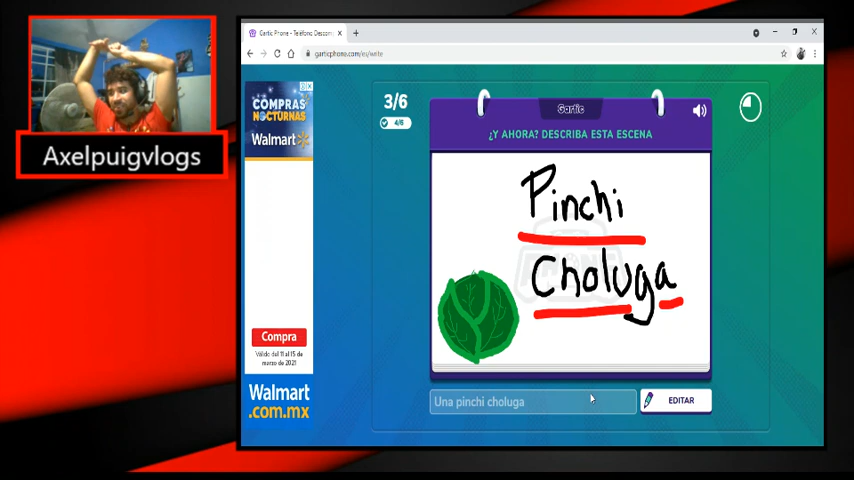 Gartic Phone - Teléfono Descom
garticphone.com/es/write
COMPRAS
NOCTURNAS
Walmart
3/6
4/6
Gartic
¿Y AHORA? DESCRIBA ESTA ESCENA
Axelpuigvlogs
Pinchi
Choluga
Compra
Válido del 11 al 15 de
marzo de 2021
Walmart
.com.mx
Una pinchi choluga
EDITAR